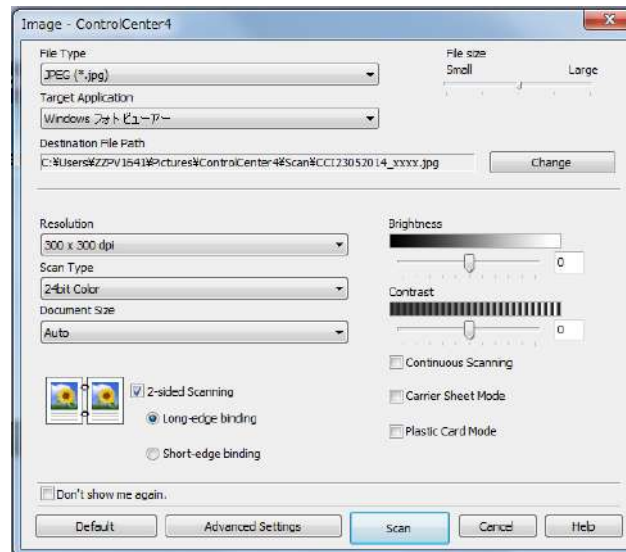 Image - ControlCenter4
File Type
JPEG (*.jpg)
File size
Small Large
Target Application
Windows フォト ビューアー
Destination File Path
C:¥Users¥ZZPV1641¥Pictures¥ControlCenter4¥Scan¥CCI23052014_xxxx.jpg
Change
Resolution
300 x 300 dpi
Scan Type
24bit Color
Document Size
Auto
Brightness
0
Contrast
0
2-sided Scanning
Long-edge binding
Short-edge binding
Continuous Scanning
Carrier Sheet Mode
Plastic Card Mode
Don't show me again.
Default Advanced Settings Scan Cancel Help